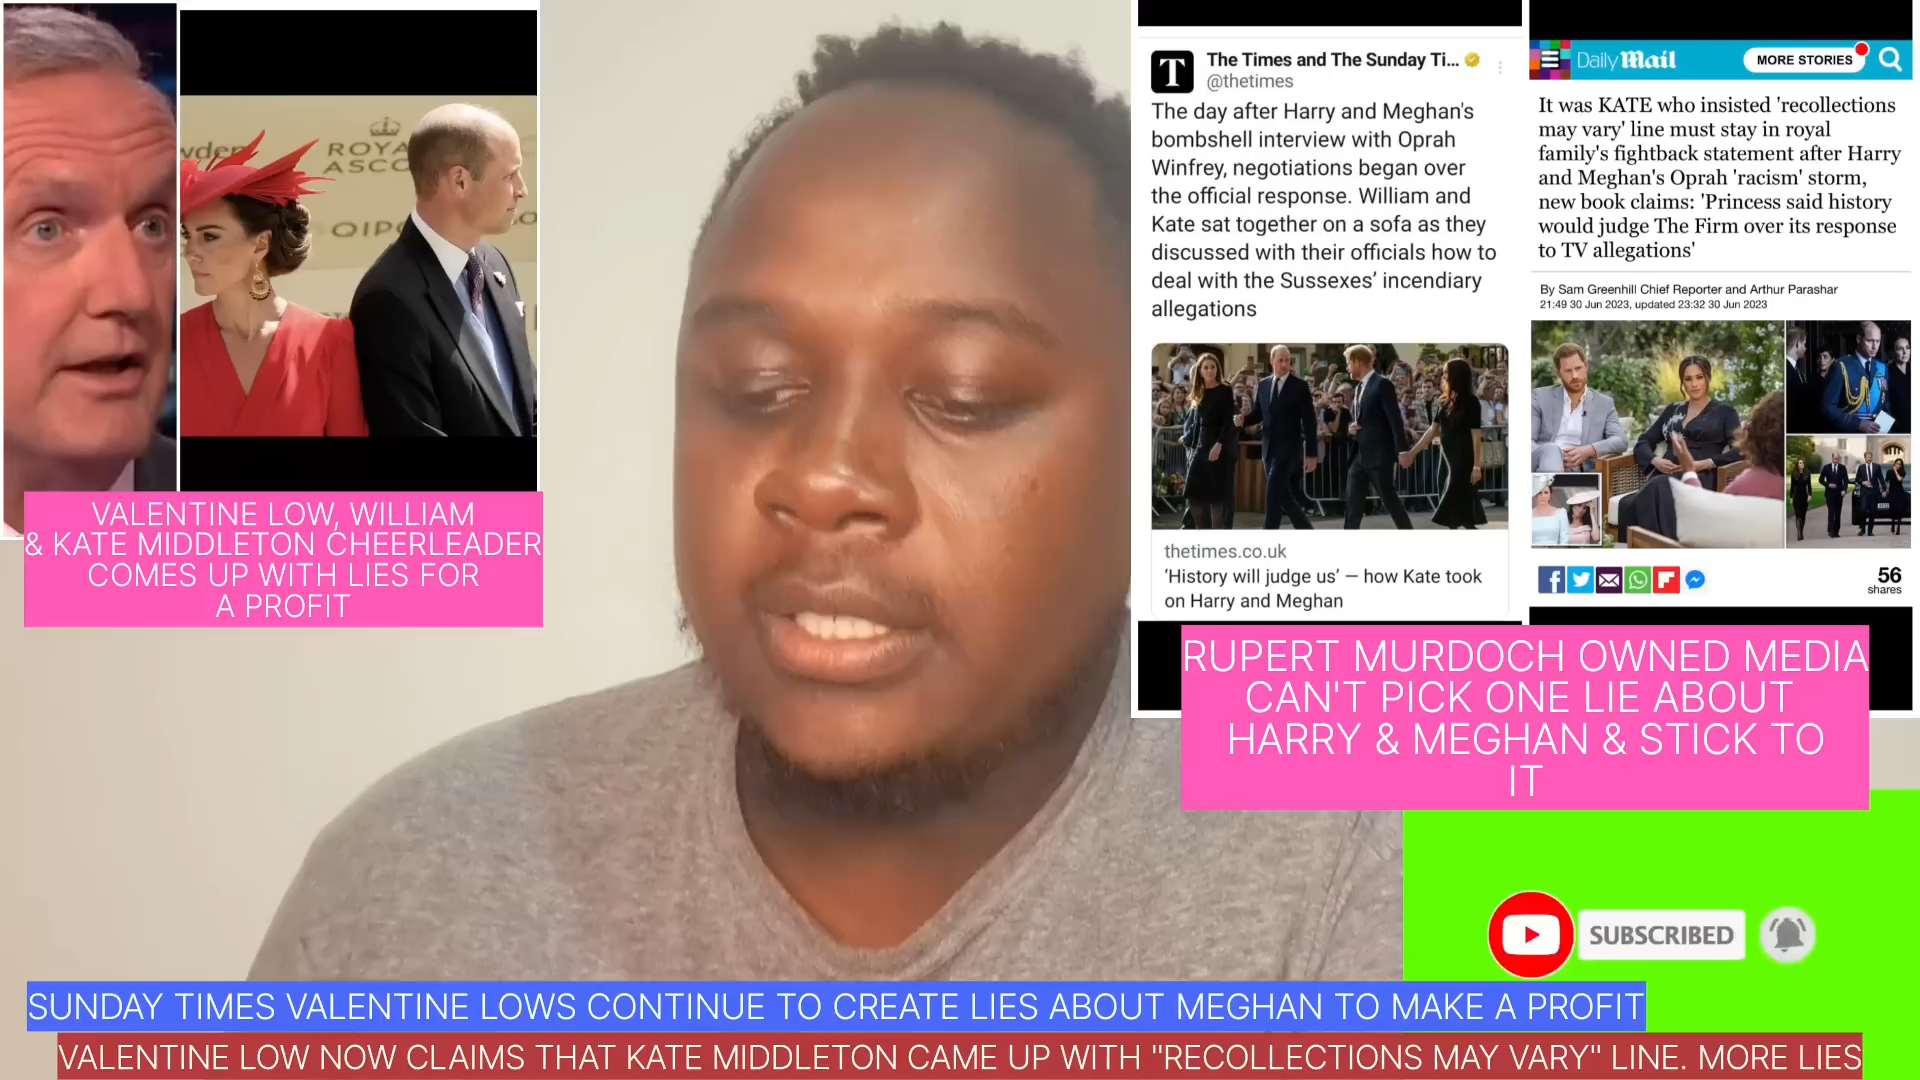 wden
ROYA
ASCO
OIPC
VALENTINE LOW, WILLIAM
& KATE MIDDLETON CHEERLEADER
COMES UP WITH LIES FOR
A PROFIT
T
The Times and The Sunday Ti...
@thetimes
The day after Harry and Meghan's
bombshell interview with Oprah
Winfrey, negotiations began over
the official response. William and
Kate sat together on a sofa as they
discussed with their officials how to
deal with the Sussexes’ incendiary
allegations
thetimes.co.uk
‘History will judge us’ — how Kate took
on Harry and Meghan
Daily Mail
MORE STORIES
It was KATE who insisted 'recollections
may vary' line must stay in royal
family's fightback statement after Harry
and Meghan's Oprah 'racism' storm,
new book claims: 'Princess said history
would judge The Firm over its response
to TV allegations'
By Sam Greenhill Chief Reporter and Arthur Parashar
21:49 30 Jun 2023, updated 23:32 30 Jun 2023
56
shares
RUPERT MURDOCH OWNED MEDIA
CAN'T PICK ONE LIE ABOUT
HARRY & MEGHAN & STICK TO
IT
SUBSCRIBED
SUNDAY TIMES VALENTINE LOWS CONTINUE TO CREATE LIES ABOUT MEGHAN TO MAKE A PROFIT
VALENTINE LOW NOW CLAIMS THAT KATE MIDDLETON CAME UP WITH "RECOLLECTIONS MAY VARY" LINE. MORE LIES